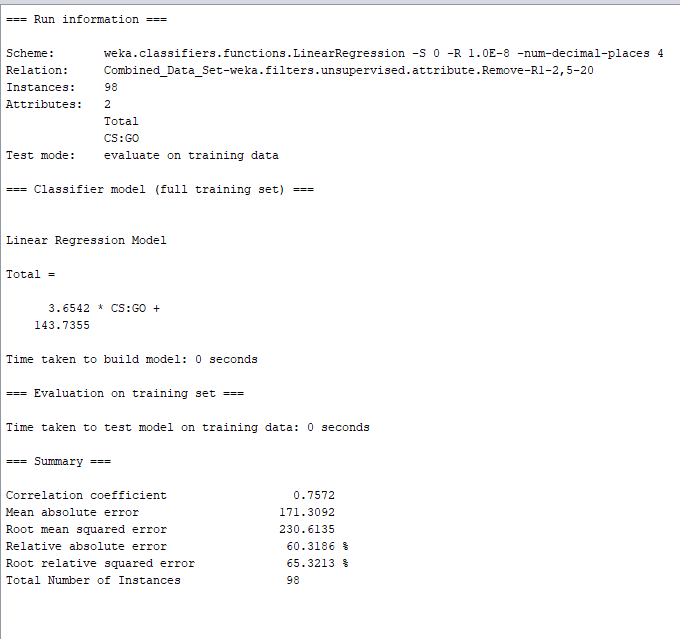 === Run information ===
Scheme: weka.classifiers.functions.LinearRegression -S 0 -R 1.0E-8 -num-decimal-places 4
Relation: Combined_Data_Set-weka.filters.unsupervised.attribute.Remove-R1-2,5-20
Instances: 98
Attributes: 2
Total
CS:GO
Test mode: evaluate on training data
=== Classifier model (full training set) ===
Linear Regression Model
Total =
3.6542 * CS:GO +
143.7355
Time taken to build model: 0 seconds
=== Evaluation on training set ===
Time taken to test model on training data: 0 seconds
=== Summary ===
Correlation coefficient 0.7572
Mean absolute error 171.3092
Root mean squared error 230.6135
Relative absolute error 60.3186 %
Root relative squared error 65.3213 %
Total Number of Instances 98